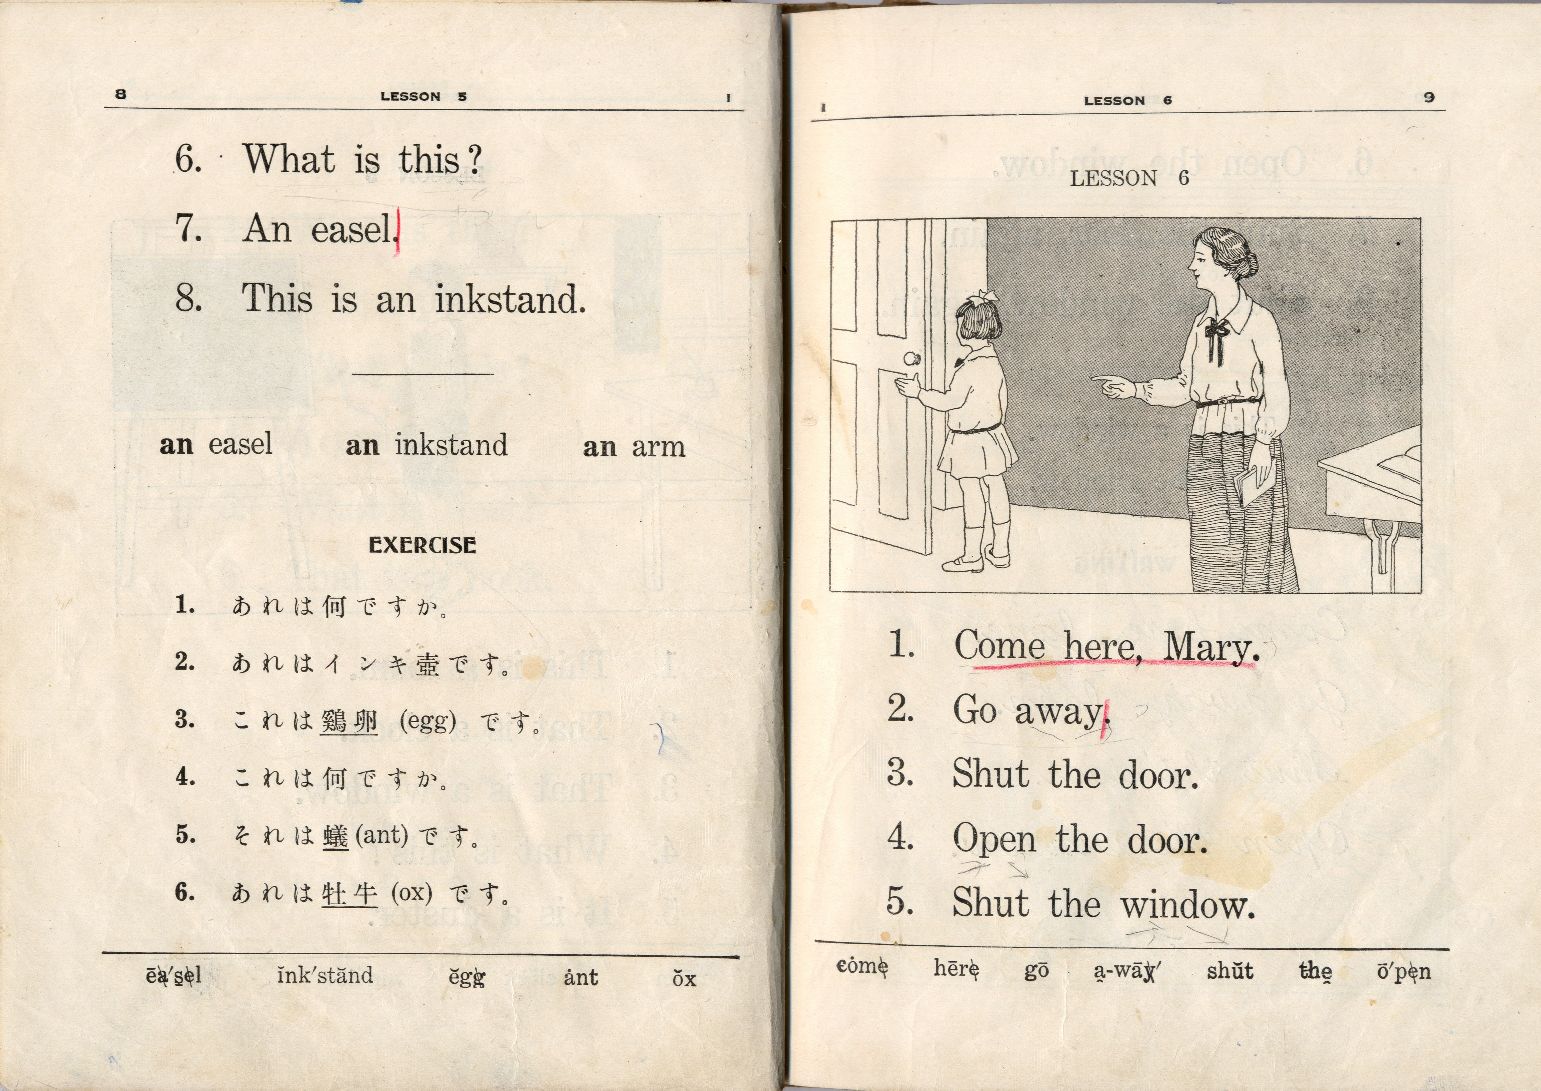 8 LESSON 5 I
6. What is this?
7. An easel.
8. This is an inkstand.
an easel an inkstand an arm
EXERCISE
1. あれは何ですか。
2. あれはインキ壺です。
3. これは鷄卵 (egg) です。
4. これは何ですか。
5. それは蟻 (ant) です。
6. あれは牡牛 (ox) です。
ēa̸′s̱e̸l ĭnk′stănd ĕgg̸ ȧnt ŏx
I LESSON 6 9
LESSON 6
1. Come here, Mary.
2. Go away.
3. Shut the door.
4. Open the door.
5. Shut the window.
cȯme̸ hēre̸ gō a̤-wāy̸′ shŭt the̱ ō′pe̸n